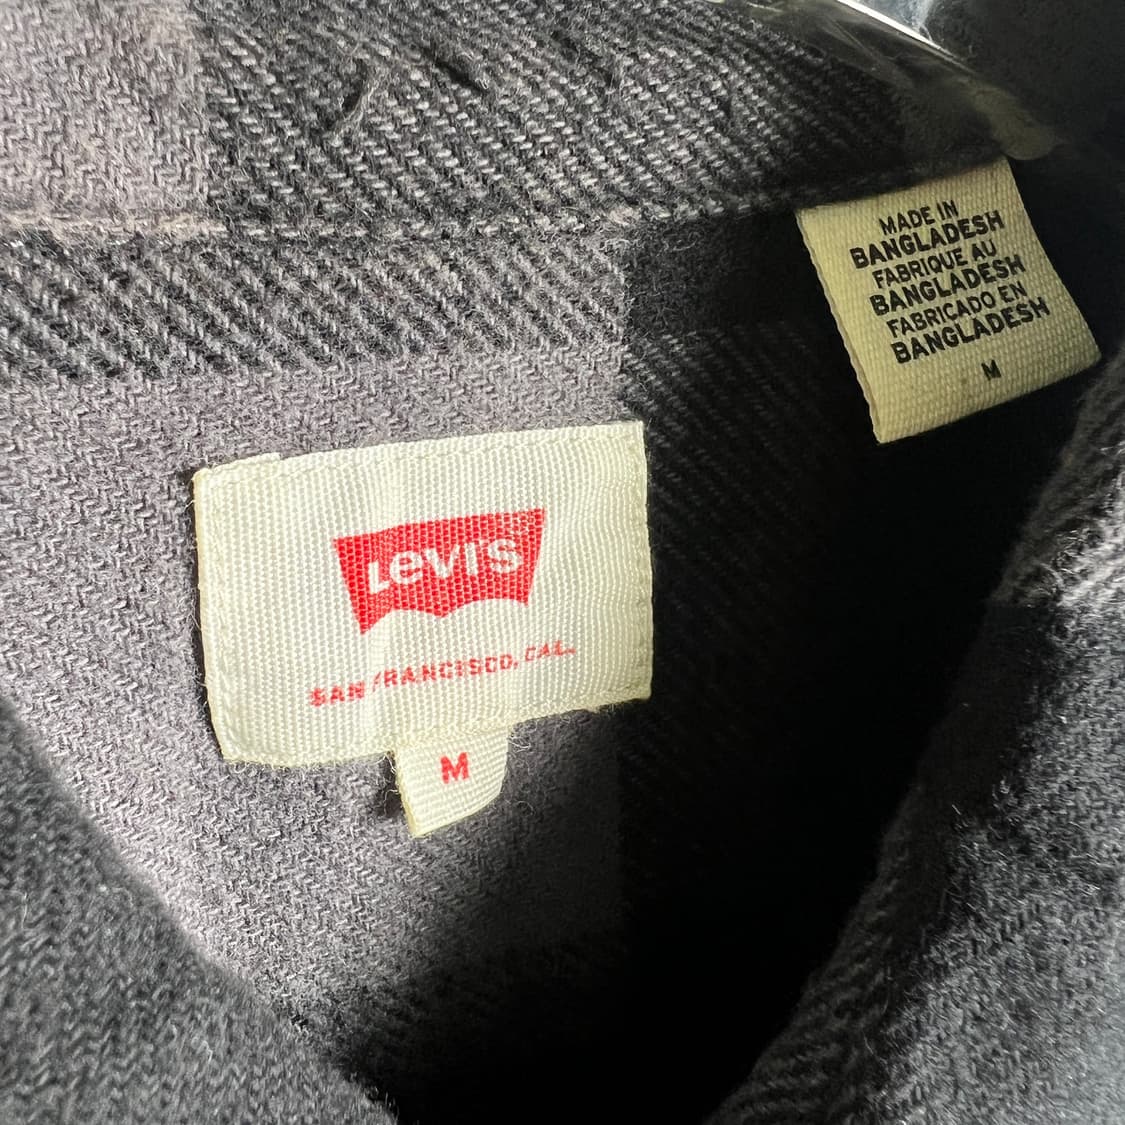 MADE IN
BANGLADESH
FABRIQUE AU
BANGLADESH
FABRICADO EN
BANGLADESH
M
LEVI'S
SAN FRANCISCO, CAL.
M